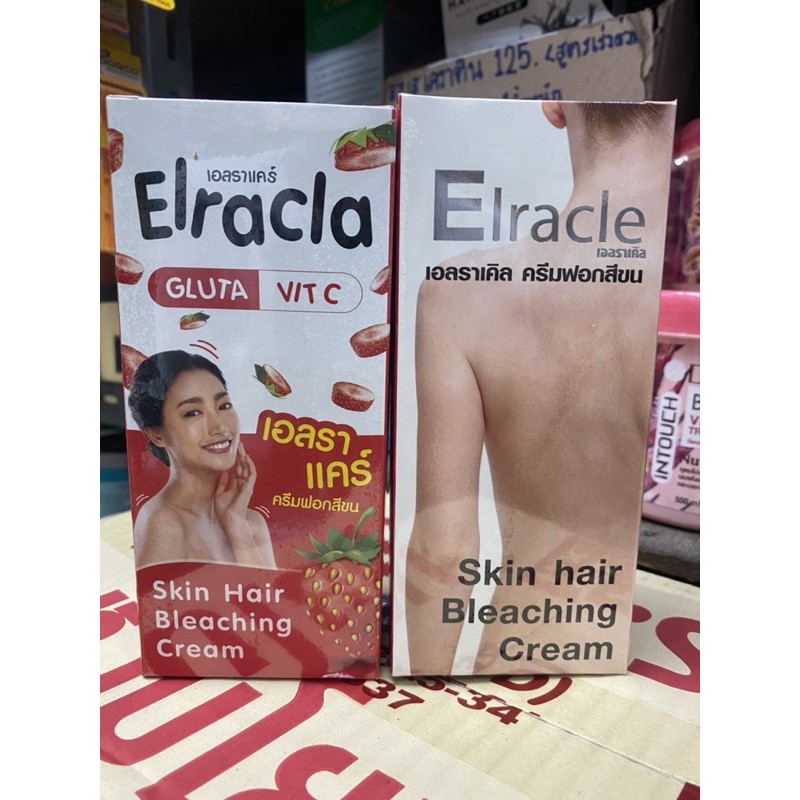 เอลราแคร์
Elracla
GLUTA VIT C
เอลรา
แคร์
ครีมฟอกสีขน
Skin Hair
Bleaching
Cream
Elracle
เอลราเคิล
เอลราเคิล ครีมฟอกสีขน
Skin hair
Bleaching
Cream
INTOUCH
125.
37
-34-